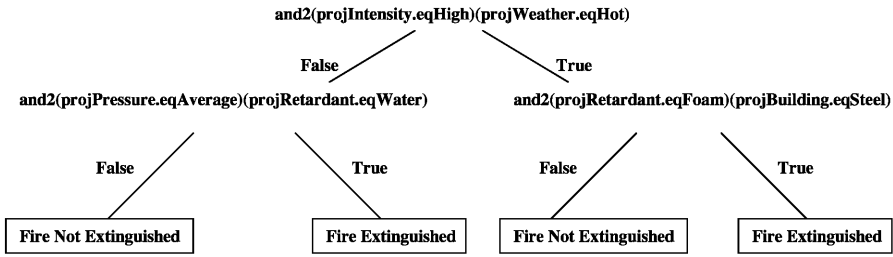 and2(projIntensity.eqHigh)(projWeather.eqHot)
False
True
and2(projPressure.eqAverage)(projRetardant.eqWater)
and2(projRetardant.eqFoam)(projBuilding.eqSteel)
False
True
False
True
Fire Not Extinguished
Fire Extinguished
Fire Not Extinguished
Fire Extinguished